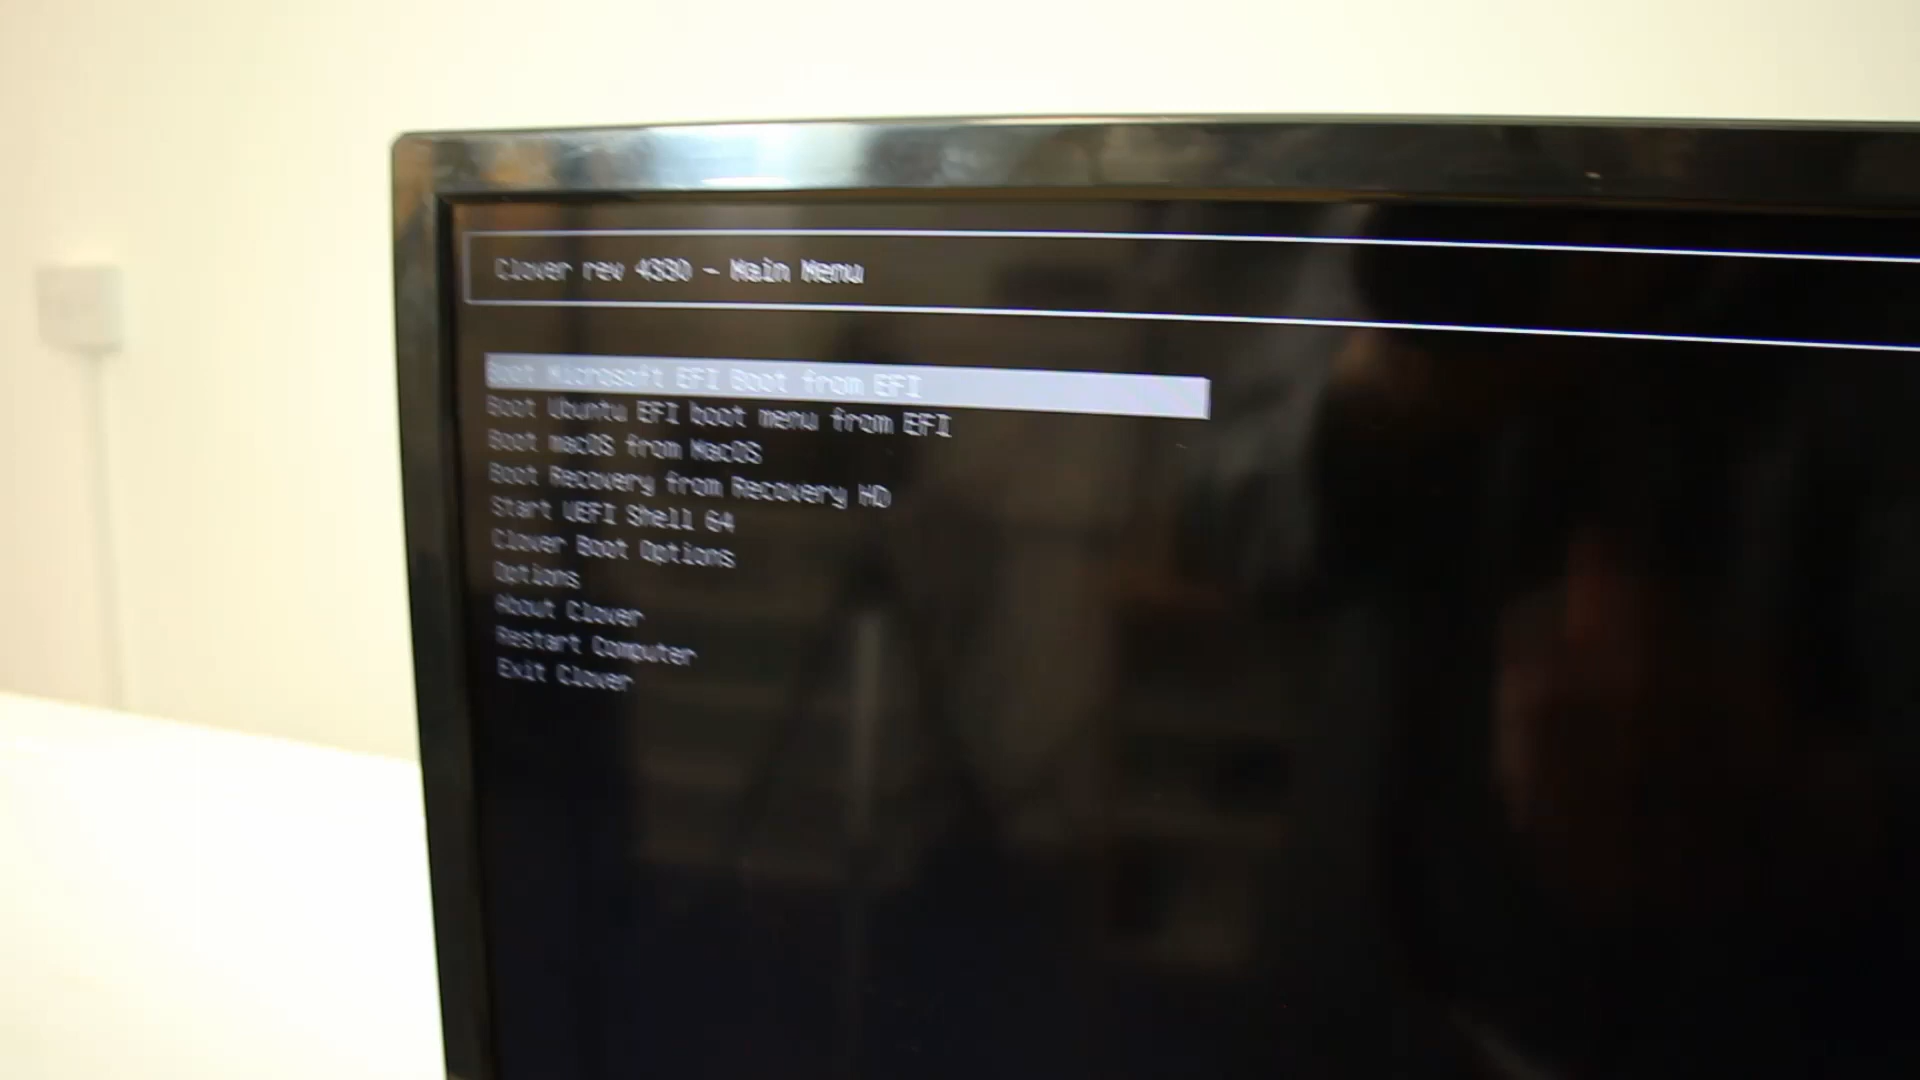 Clover rev 4330 - Main Menu
Boot Microsoft EFI Boot from EFI
Boot Ubuntu EFI boot menu from EFI
Boot macOS from MacOS
Boot Recovery from Recovery HD
Start UEFI Shell 64
Clover Boot Options
Options
About Clover
Restart Computer
Exit Clover